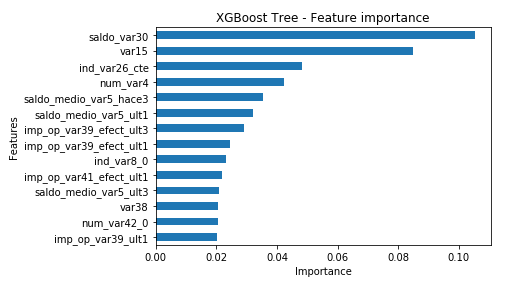 XGBoost Tree - Feature importance
saldo_var30
var15
ind_var26_cte
num_var4
saldo_medio_var5_hace3
saldo_medio_var5_ult1
imp_op_var39_efect_ult3
imp_op_var39_efect_ult1
ind_var8_0
imp_op_var41_efect_ult1
saldo_medio_var5_ult3
var38
num_var42_0
imp_op_var39_ult1
Features
0.00 0.02 0.04 0.06 0.08 0.10
Importance